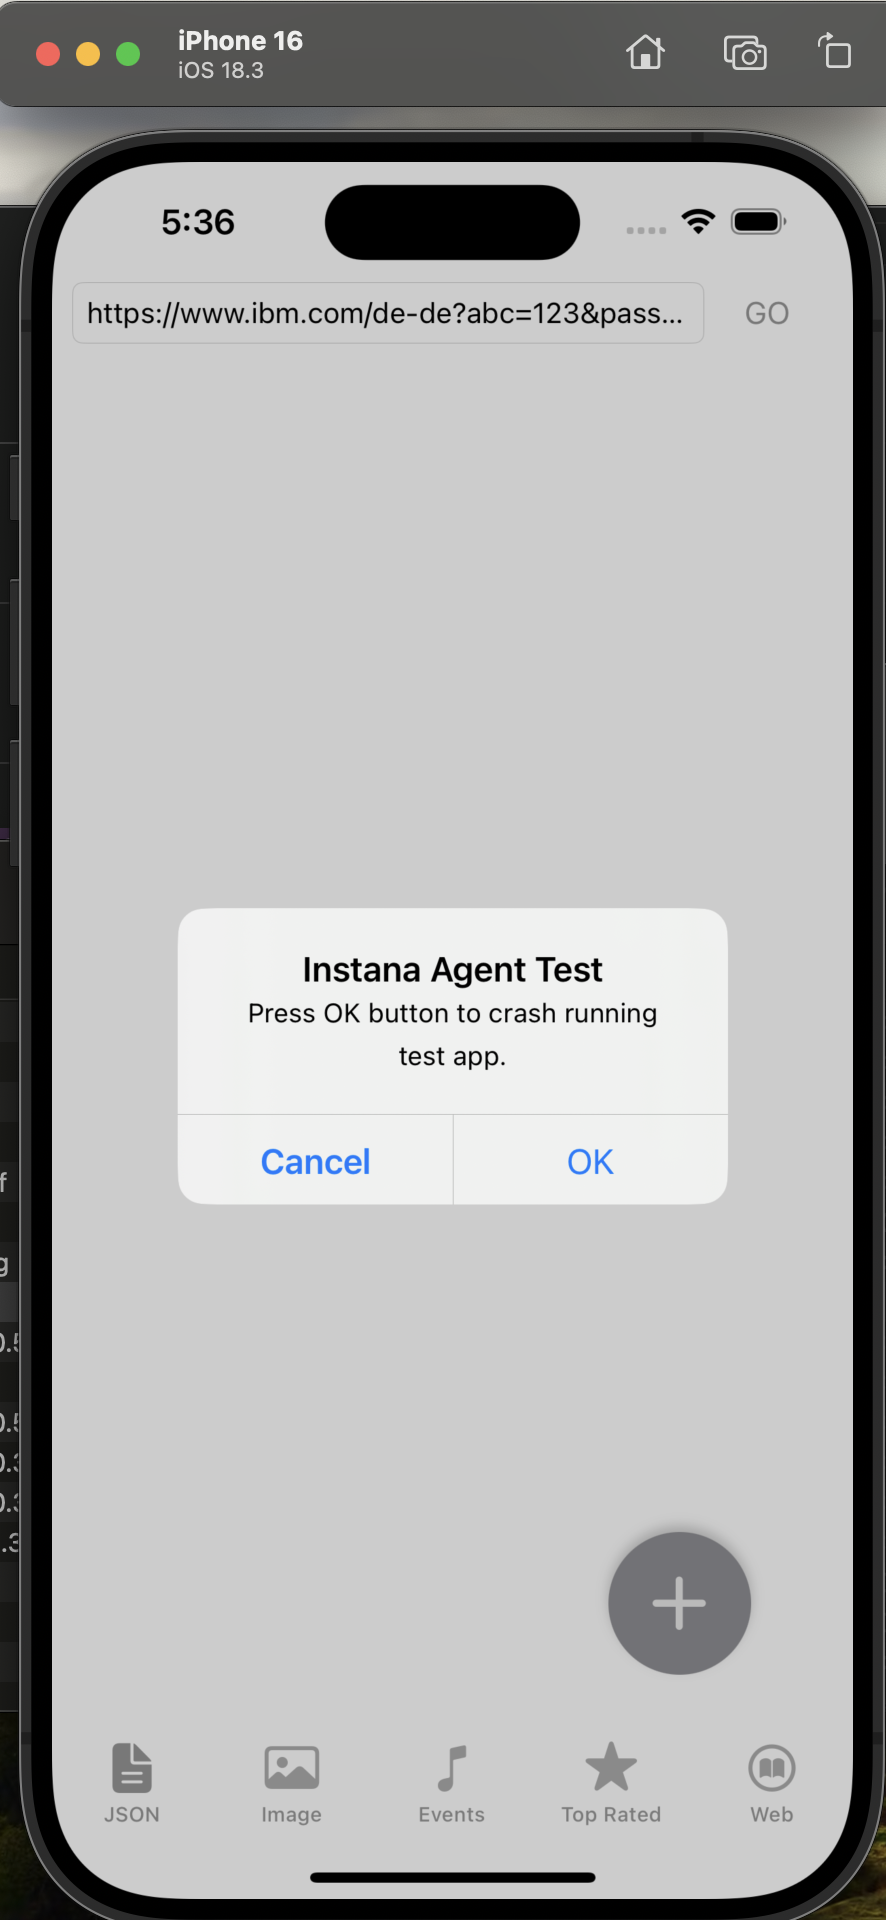 iPhone 16
iOS 18.3
5:36
https://www.ibm.com/de-de?abc=123&pass...
GO
Instana Agent Test
Press OK button to crash running
test app.
Cancel
OK
JSON
Image
Events
Top Rated
Web